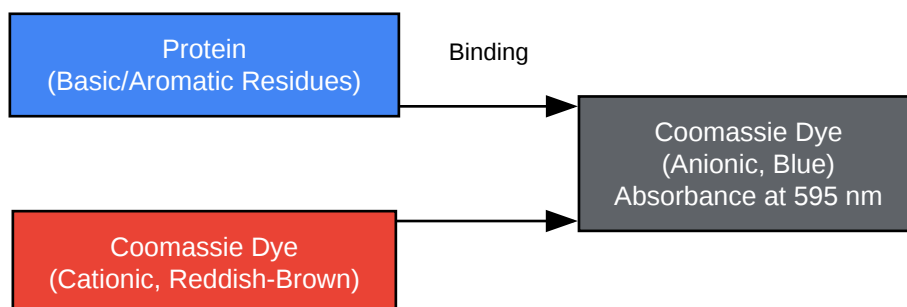 Protein
(Basic/Aromatic Residues)
Binding
Coomassie Dye
(Anionic, Blue)
Absorbance at 595 nm
Coomassie Dye
(Cationic, Reddish-Brown)